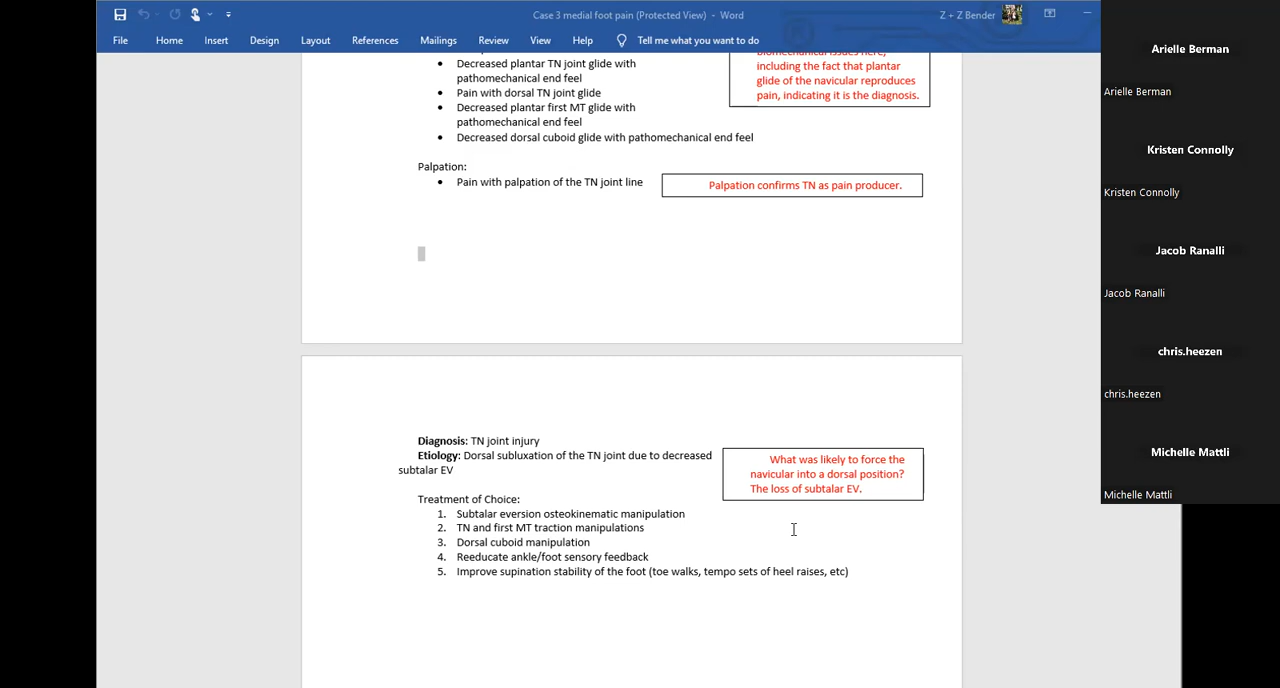 Case 3 medial foot pain (Protected View) - Word
Z + Z Bender
File Home Insert Design Layout References Mailings Review View Help Tell me what you want to do
biomechanical issues here,
including the fact that plantar
glide of the navicular reproduces
pain, indicating it is the diagnosis.
• Decreased plantar TN joint glide with
pathomechanical end feel
• Pain with dorsal TN joint glide
• Decreased plantar first MT glide with
pathomechanical end feel
• Decreased dorsal cuboid glide with pathomechanical end feel
Palpation:
• Pain with palpation of the TN joint line
Palpation confirms TN as pain producer.
Diagnosis: TN joint injury
Etiology: Dorsal subluxation of the TN joint due to decreased
subtalar EV
What was likely to force the
navicular into a dorsal position?
The loss of subtalar EV.
Treatment of Choice:
1. Subtalar eversion osteokinematic manipulation
2. TN and first MT traction manipulations
3. Dorsal cuboid manipulation
4. Reeducate ankle/foot sensory feedback
5. Improve supination stability of the foot (toe walks, tempo sets of heel raises, etc)
Arielle Berman
Arielle Berman
Kristen Connolly
Kristen Connolly
Jacob Ranalli
Jacob Ranalli
chris.heezen
chris.heezen
Michelle Mattli
Michelle Mattli